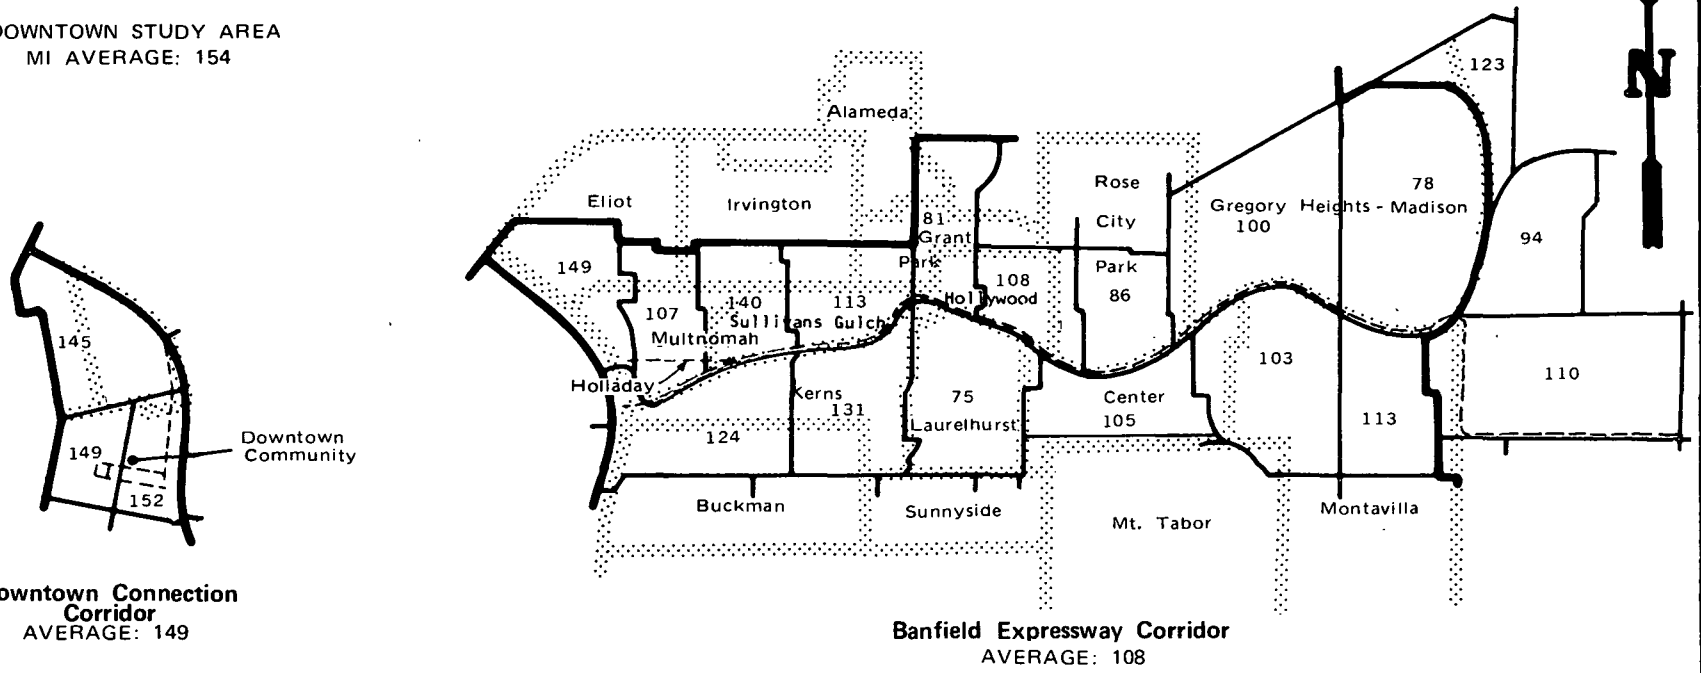 OWNTOWN STUDY AREA
MI AVERAGE: 154
N
123
Alameda
Rose
78
Eliot
Irvington
City
Gregory
Heights - Madison
81
100
Grant
94
Park
Park
149
108
86
Hollywood
107
140
113
Sullivans Gulch
Multnomah
145
103
110
Holladay
Kerns
75
Center
131
105
113
Laurelhurst
124
Downtown
Community
149
152
Buckman
Sunnyside
Mt. Tabor
Montavilla
owntown Connection
Corridor
AVERAGE: 149
Banfield Expressway Corridor
AVERAGE: 108